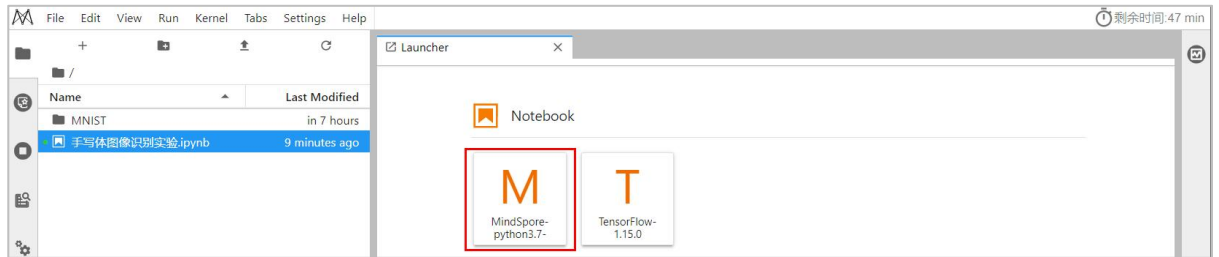 File Edit View Run Kernel Tabs Settings Help
剩余时间:47 min
Launcher
/
Name Last Modified
MNIST in 7 hours
手写体图像识别实验.ipynb 9 minutes ago
Notebook
M T
MindSpore- TensorFlow-
python3.7- 1.15.0